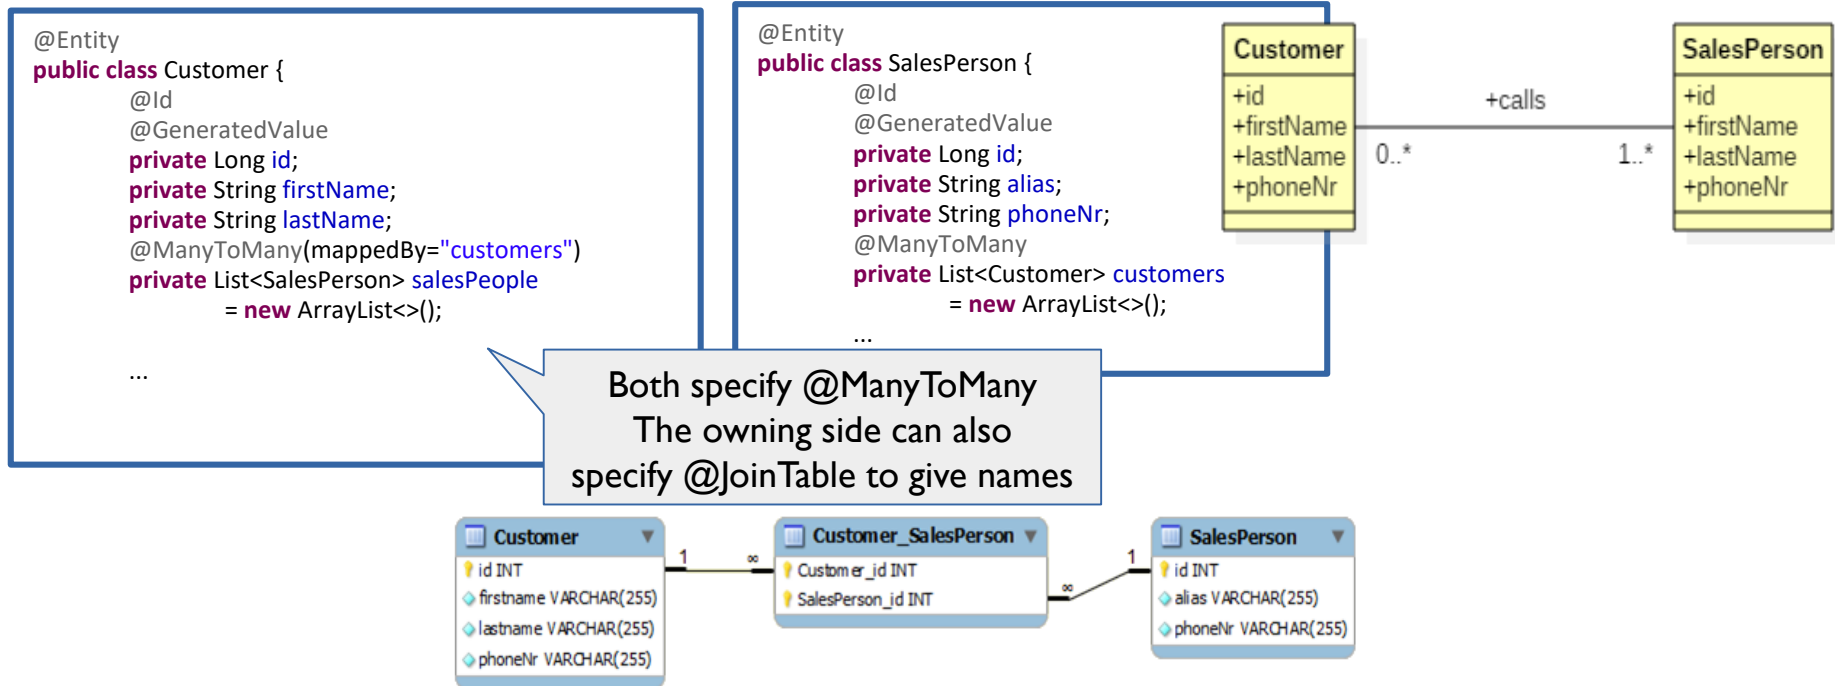 @Entity
public class Customer {
@Id
@GeneratedValue
private Long id;
private String firstName;
private String lastName;
@ManyToMany(mappedBy="customers")
private List<SalesPerson> salesPeople
= new ArrayList<>();
...
@Entity
public class SalesPerson {
@Id
@GeneratedValue
private Long id;
private String alias;
private String phoneNr;
@ManyToMany
private List<Customer> customers
= new ArrayList<>();
...
Customer
+id
+firstName
+lastName
+phoneNr
+calls
0..*
1..*
SalesPerson
+id
+firstName
+lastName
+phoneNr
Both specify @ManyToMany
The owning side can also
specify @JoinTable to give names
Customer
id INT
firstname VARCHAR(255)
lastname VARCHAR(255)
phoneNr VARCHAR(255)
1
∞
Customer_SalesPerson
Customer_id INT
SalesPerson_id INT
∞
1
SalesPerson
id INT
alias VARCHAR(255)
phoneNr VARCHAR(255)